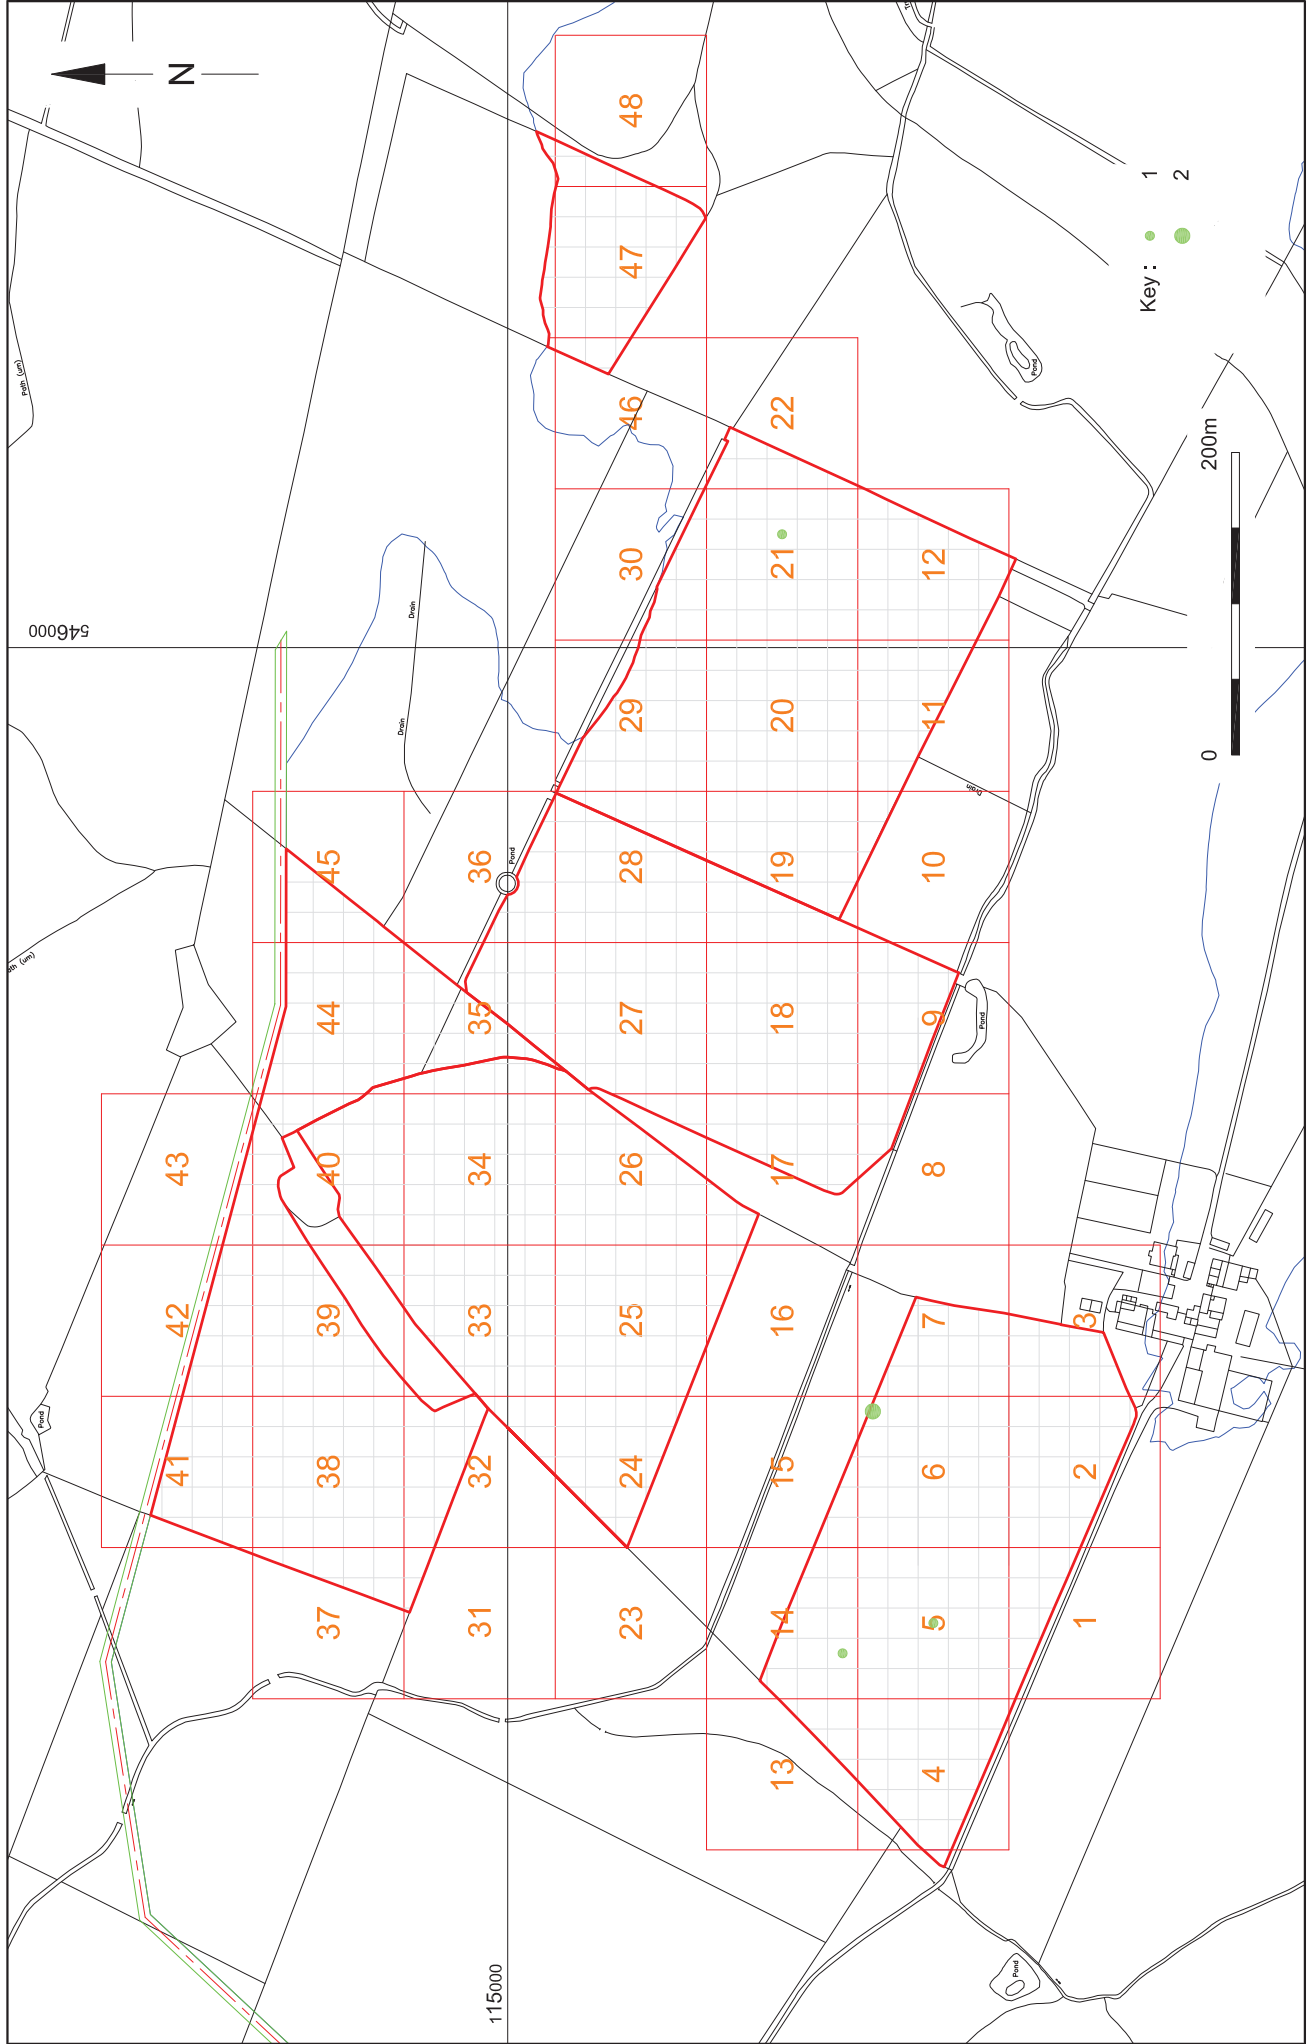 Pond
Path (um)
546000
N
41 42 43
37 38 39 40 44 45
Drain
Drain
31 32 33 34 35 36
115000
Pond
23 24 25 26 27 28 29 30 46 47 48
13 14 15 16 17 18 19 20 21 22
4 5 6 7 8 9 10 11 12
Drain
Pond
Pond
Pond
1 2 3
Key : 1
2
0 200m